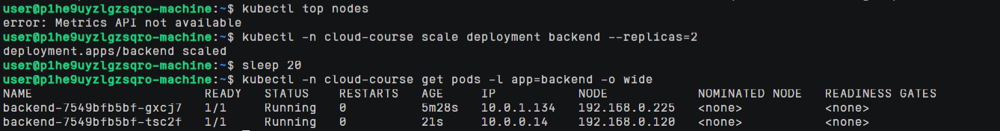 user@p1he9uyzlgzsqro-machine:~$ kubectl top nodes
error: Metrics API not available
user@p1he9uyzlgzsqro-machine:~$ kubectl -n cloud-course scale deployment backend --replicas=2
deployment.apps/backend scaled
user@p1he9uyzlgzsqro-machine:~$ sleep 20
user@p1he9uyzlgzsqro-machine:~$ kubectl -n cloud-course get pods -l app=backend -o wide
NAME READY STATUS RESTARTS AGE IP NODE NOMINATED NODE READINESS GATES
backend-7549bfb5bf-gxcj7 1/1 Running 0 5m28s 10.0.1.134 192.168.0.225 <none> <none>
backend-7549bfb5bf-tsc2f 1/1 Running 0 21s 10.0.0.14 192.168.0.120 <none> <none>